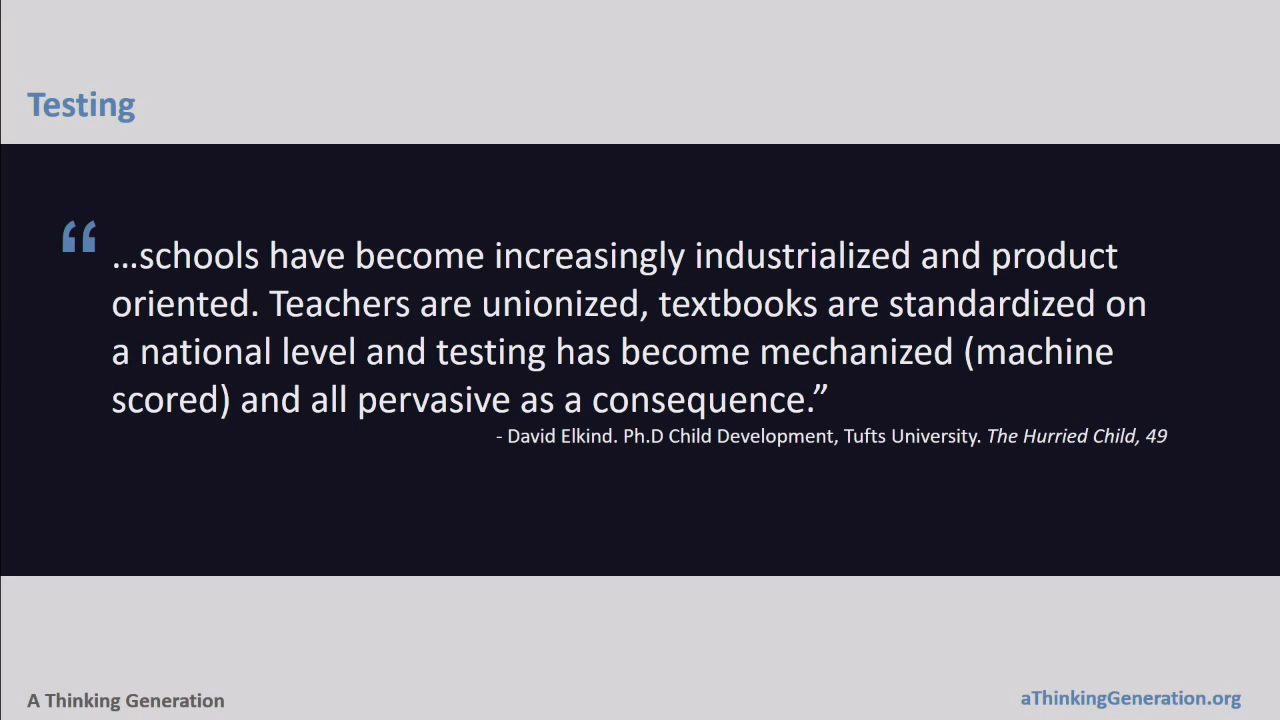 Testing
“ …schools have become increasingly industrialized and product
oriented. Teachers are unionized, textbooks are standardized on
a national level and testing has become mechanized (machine
scored) and all pervasive as a consequence.”
- David Elkind. Ph.D Child Development, Tufts University. The Hurried Child, 49
A Thinking Generation
aThinkingGeneration.org